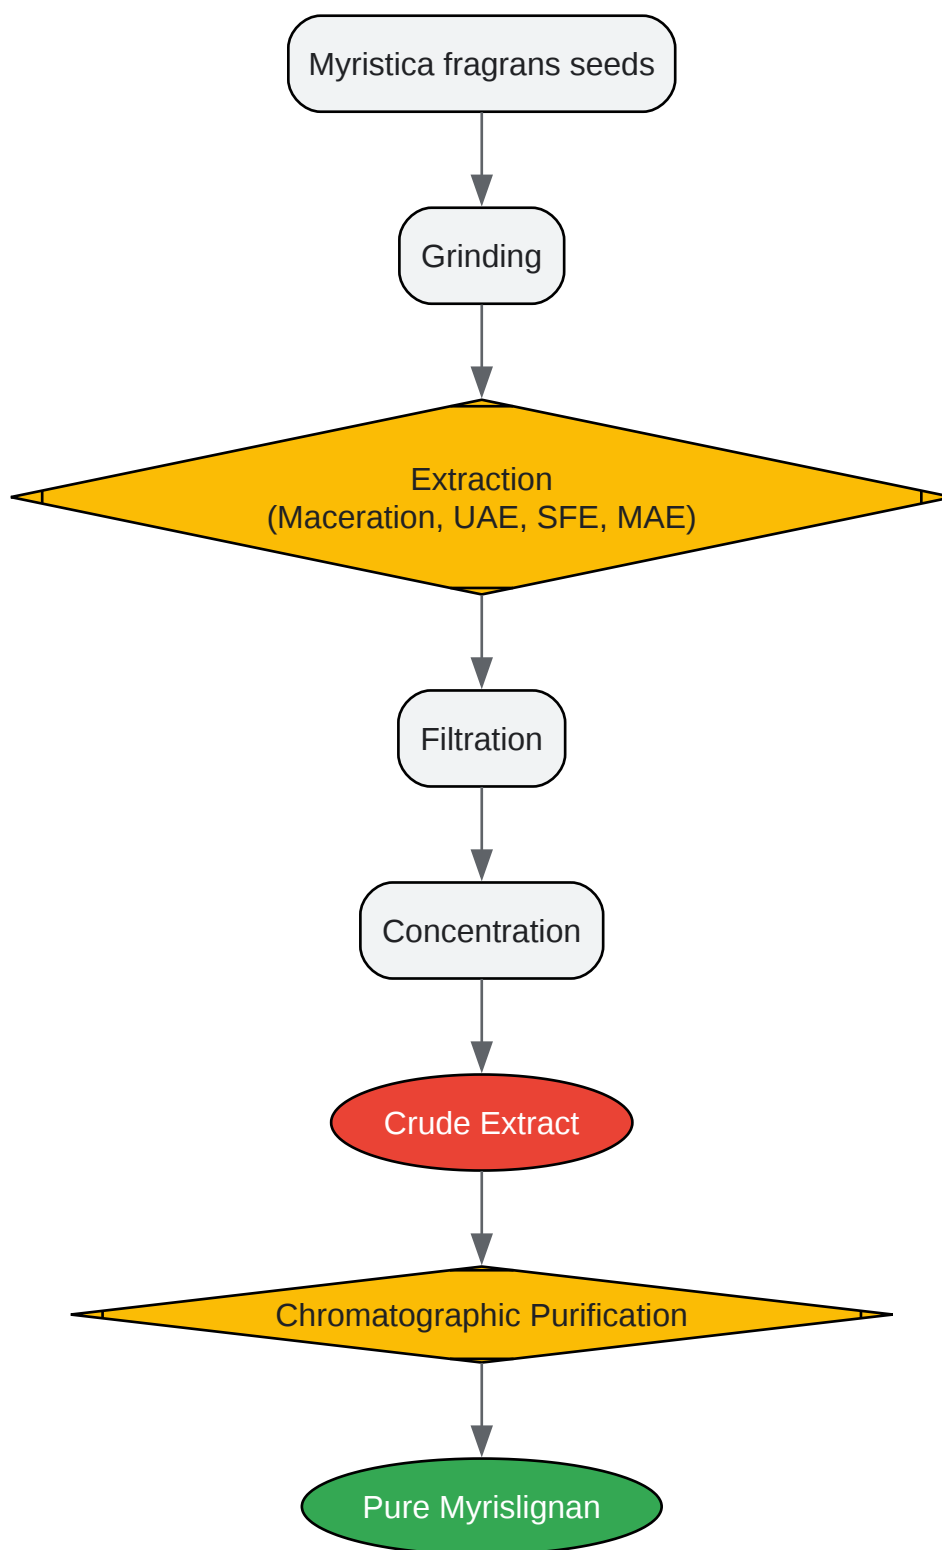 Myristica fragrans seeds
Grinding
Extraction
(Maceration, UAE, SFE, MAE)
Filtration
Concentration
Crude Extract
Chromatographic Purification
Pure Myrislignan